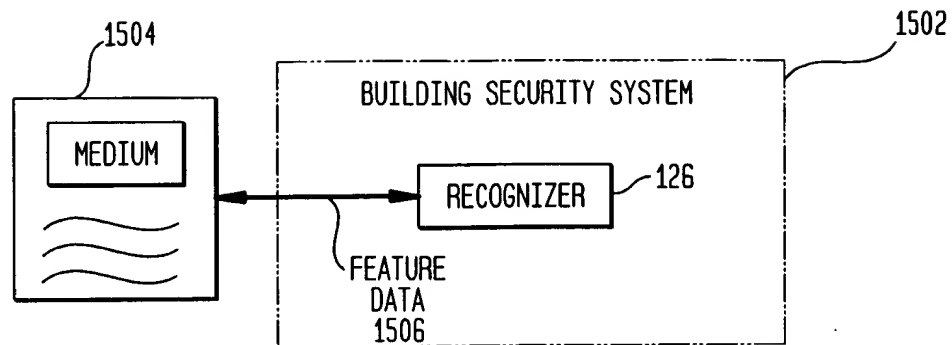 1504
1502
BUILDING SECURITY SYSTEM
MEDIUM
RECOGNIZER
126
FEATURE
DATA
1506